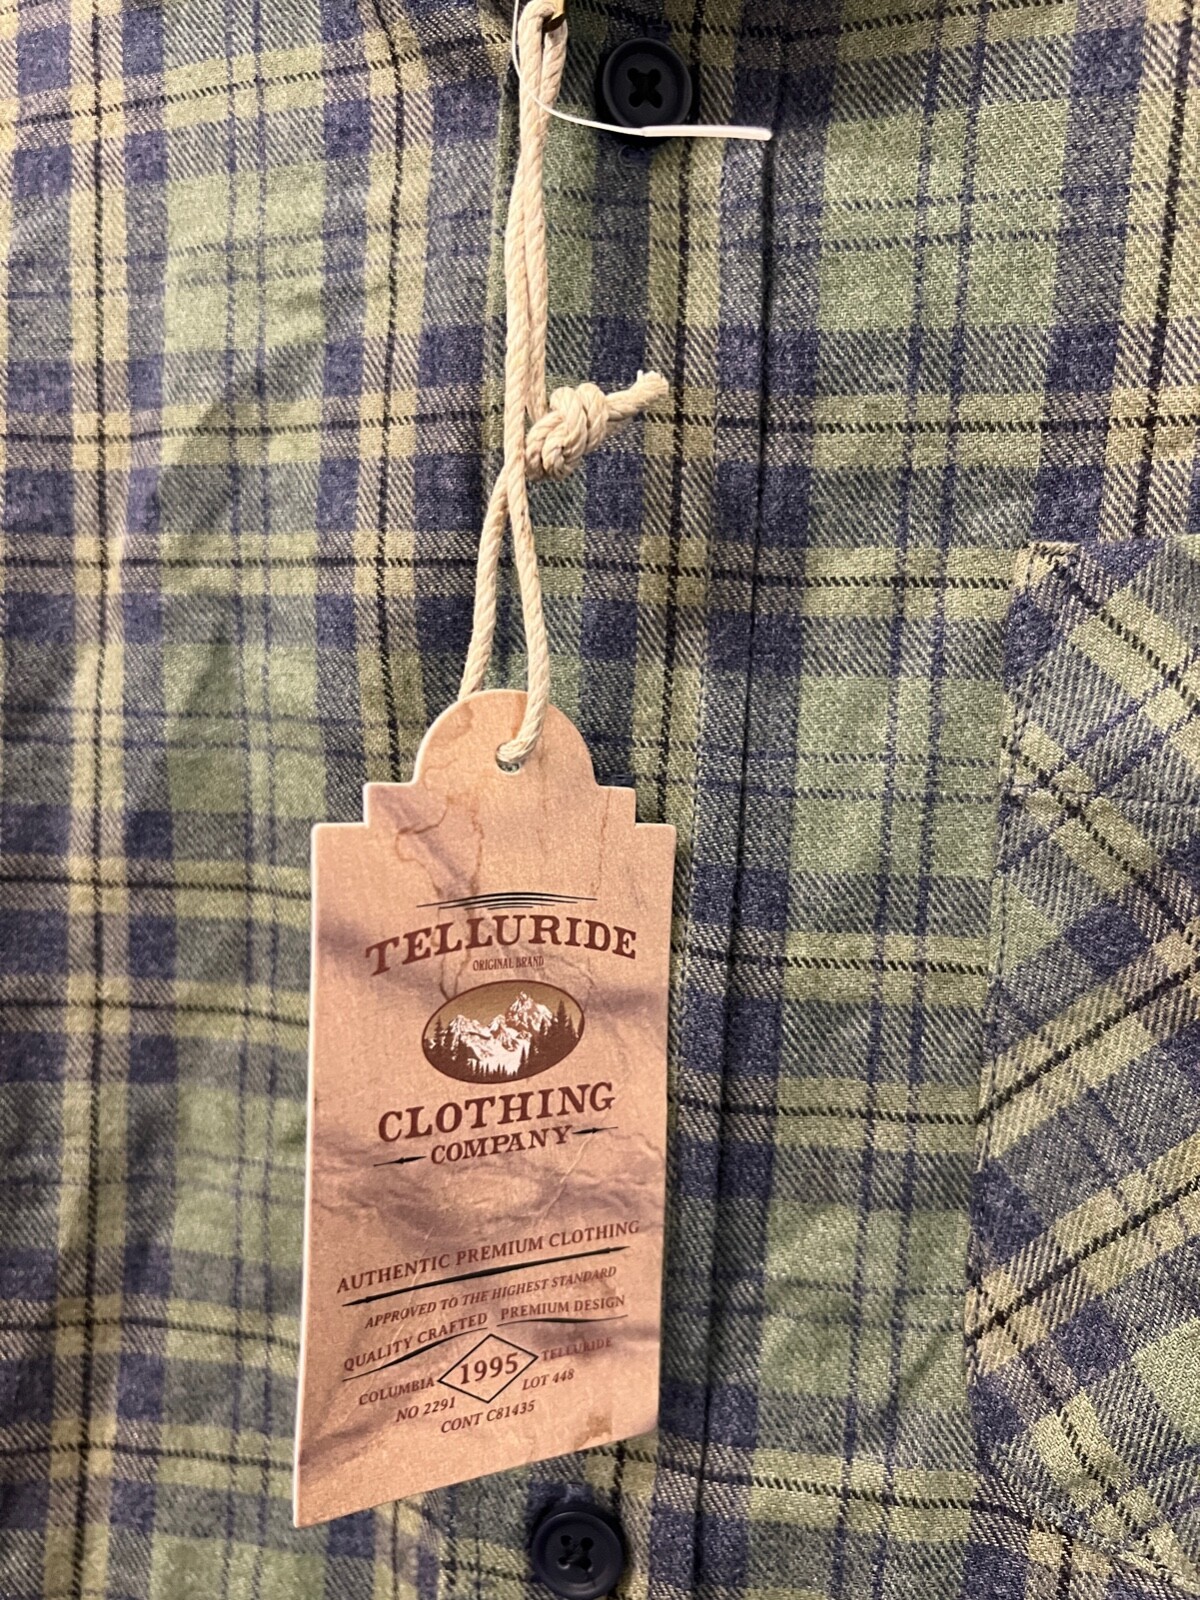 TELLURIDE
ORIGINAL BRAND
CLOTHING
COMPANY
AUTHENTIC PREMIUM CLOTHING
APPROVED TO THE HIGHEST STANDARD
QUALITY CRAFTED PREMIUM DESIGN
COLUMBIA 1995 TELLURIDE
NO 2291 LOT 448
CONT C81435